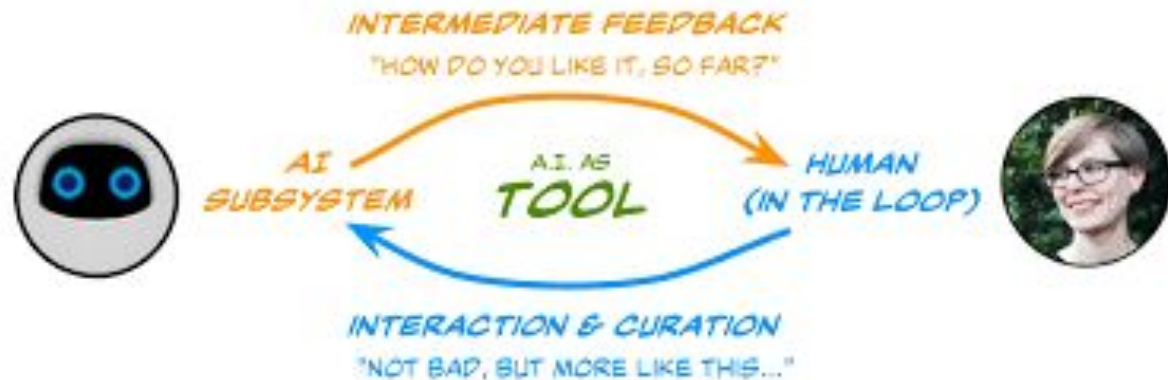 INTERMEDIATE FEEDBACK
"HOW DO YOU LIKE IT, SO FAR?"
AI
SUBSYSTEM
A.I. AS
TOOL
HUMAN
(IN THE LOOP)
INTERACTION & CURATION
"NOT BAD, BUT MORE LIKE THIS..."